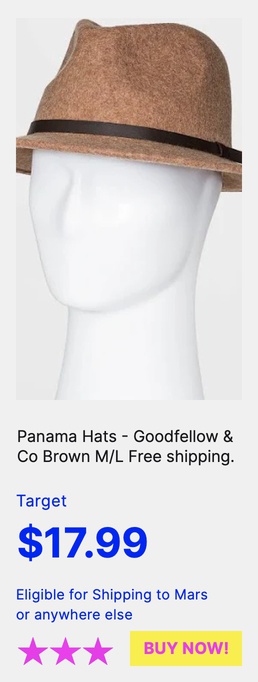 Panama Hats - Goodfellow &
Co Brown M/L Free shipping.
Target
$17.99
Eligible for Shipping to Mars
or anywhere else
BUY NOW!